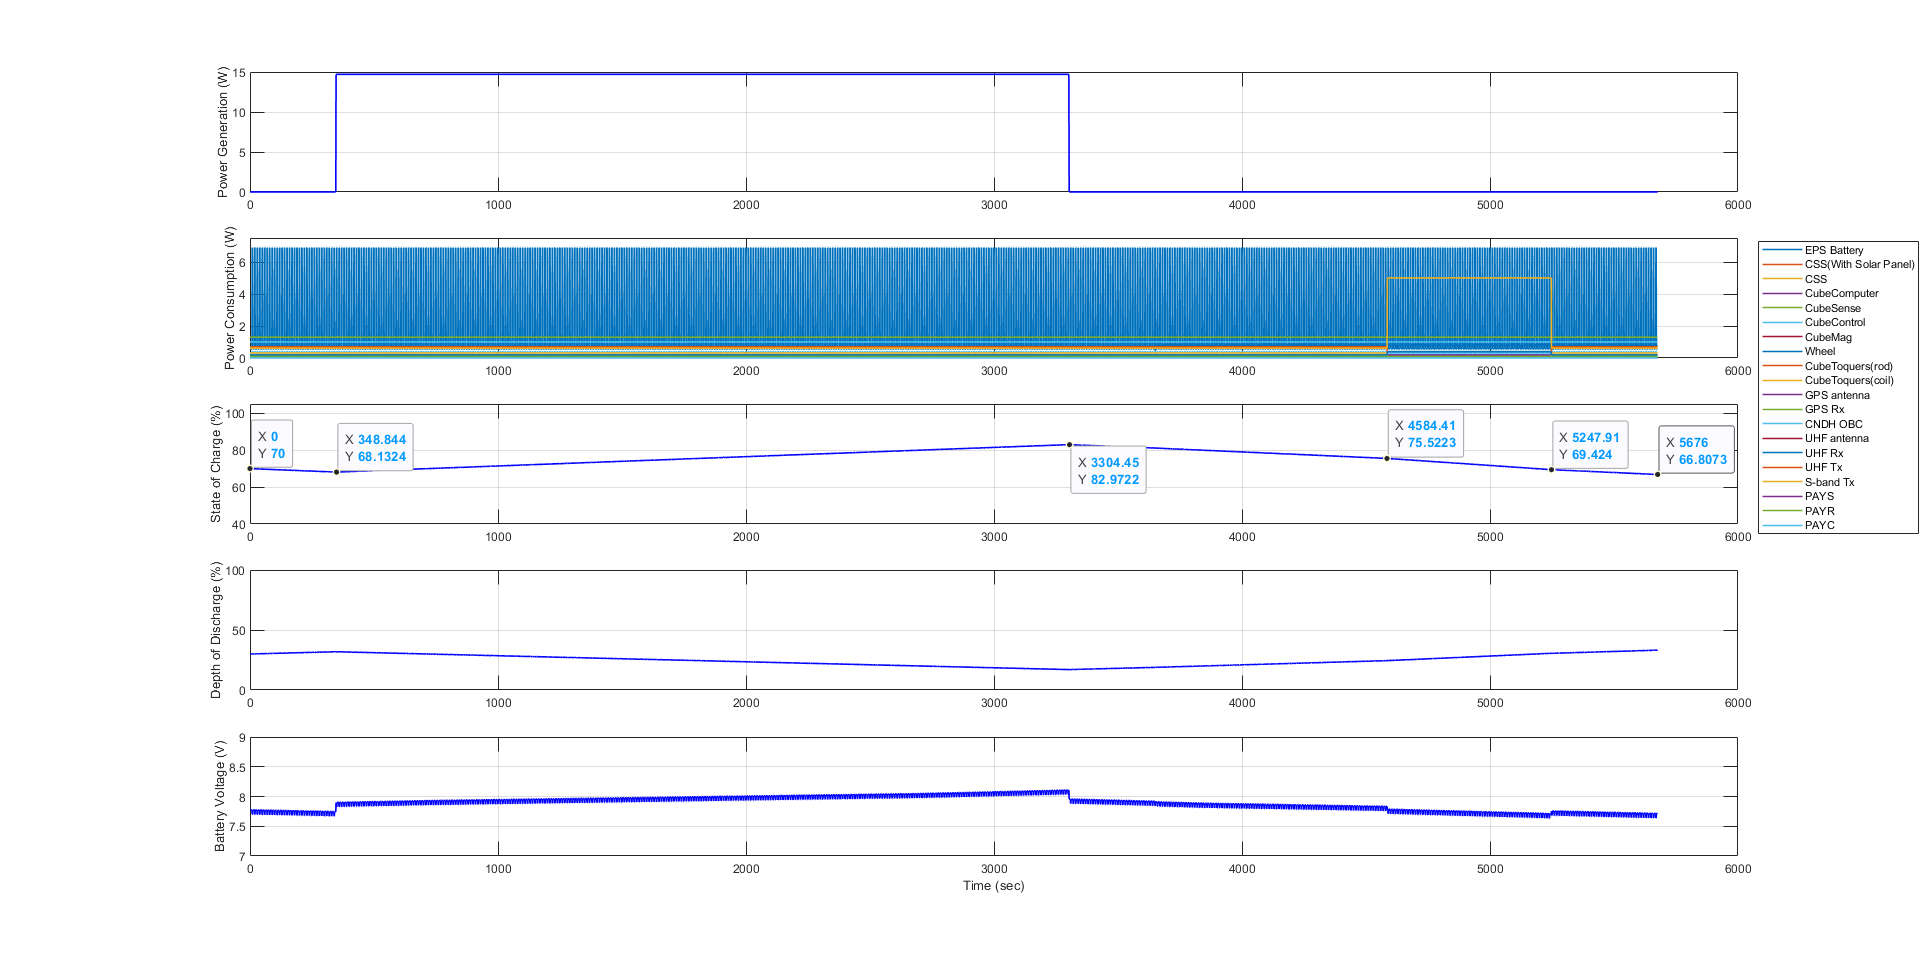 Power Generation (W)
15
10
5
0
0
1000
2000
3000
4000
5000
6000
Power Consumption (W)
6
4
2
0
0
1000
2000
3000
4000
5000
6000
EPS Battery
CSS(With Solar Panel)
CSS
CubeComputer
CubeSense
CubeControl
CubeMag
Wheel
CubeToquers(rod)
CubeToquers(coil)
GPS antenna
GPS Rx
CNDH OBC
UHF antenna
UHF Rx
UHF Tx
S-band Tx
PAYS
PAYR
PAYC
State of Charge (%)
100
80
60
40
X 0
Y 70
X 348.844
Y 68.1324
X 3304.45
Y 82.9722
X 4584.41
Y 75.5223
X 5247.91
Y 69.424
X 5676
Y 66.8073
0
1000
2000
3000
4000
5000
6000
Depth of Discharge (%)
100
50
0
0
1000
2000
3000
4000
5000
6000
Battery Voltage (V)
9
8.5
8
7.5
7
0
1000
2000
3000
4000
5000
6000
Time (sec)